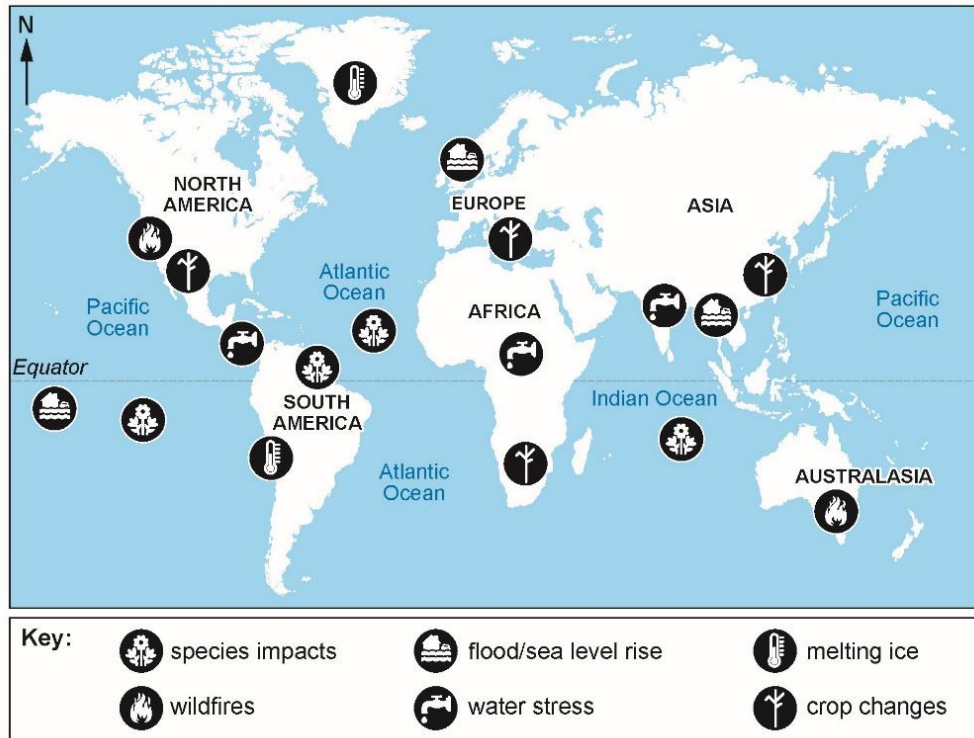 N
NORTH
AMERICA
EUROPE
ASIA
Atlantic
Ocean
Pacific
Ocean
AFRICA
Pacific
Ocean
Equator
SOUTH
AMERICA
Indian Ocean
Atlantic
Ocean
AUSTRALASIA
Key:
species impacts
flood/sea level rise
melting ice
wildfires
water stress
crop changes